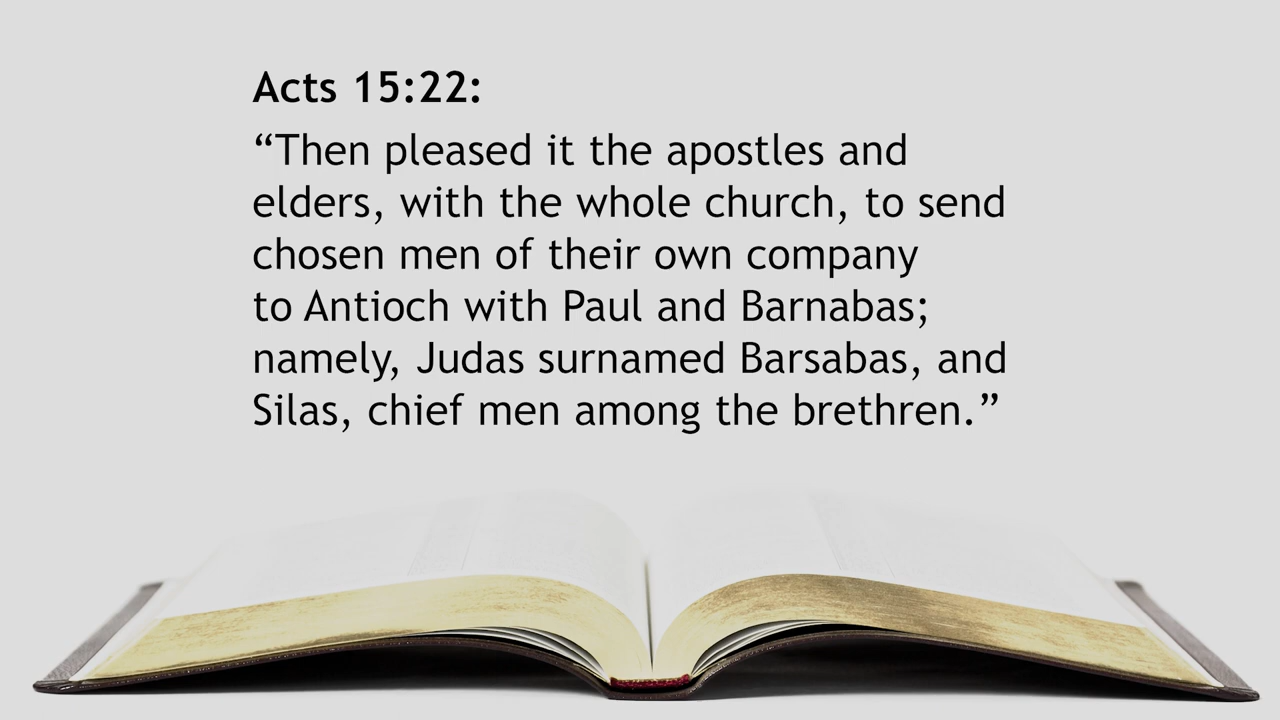 Acts 15:22:
“Then pleased it the apostles and
elders, with the whole church, to send
chosen men of their own company
to Antioch with Paul and Barnabas;
namely, Judas surnamed Barsabas, and
Silas, chief men among the brethren.”